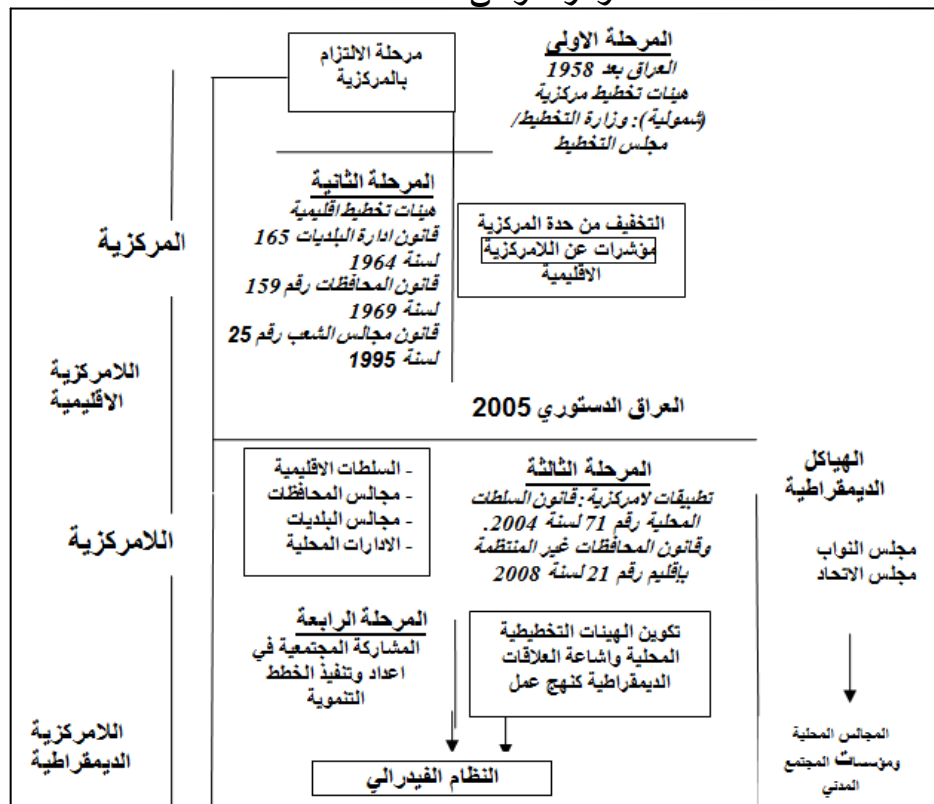 المرحلة الاولى
العراق بعد 1958
هيئات تخطيط مركزية
(شمولية): وزارة التخطيط/
مجلس التخطيط
مرحلة الالتزام
بالمركزية
المرحلة الثانية
هيئات تخطيط اقليمية
قانون ادارة البلديات 165
لسنة 1964
قانون المحافظات رقم 159
لسنة 1969
قانون مجالس الشعب رقم 25
لسنة 1995
التخفيف من حدة المركزية
مؤشرات عن اللامركزية
الاقليمية
المركزية
اللامركزية
الاقليمية
اللامركزية
اللامركزية
الديمقراطية
العراق الدستوري 2005
الهياكل
الديمقراطية
مجلس النواب
مجلس الاتحاد
المجالس المحلية
ومؤسسات المجتمع
المدني
المرحلة الثالثة
تطبيقات لامركزية: قانون السلطات
المحلية رقم 71 لسنة 2004.
وقانون المحافظات غير المنتظمة
بإقليم رقم 21 لسنة 2008
- السلطات الاقليمية
- مجالس المحافظات
- مجالس البلديات
- الادارات المحلية
المرحلة الرابعة
المشاركة المجتمعية في
اعداد وتنفيذ الخطط
التنموية
تكوين الهيئات التخطيطية
المحلية واشاعة العلاقات
الديمقراطية كنهج عمل
النظام الفيدرالي